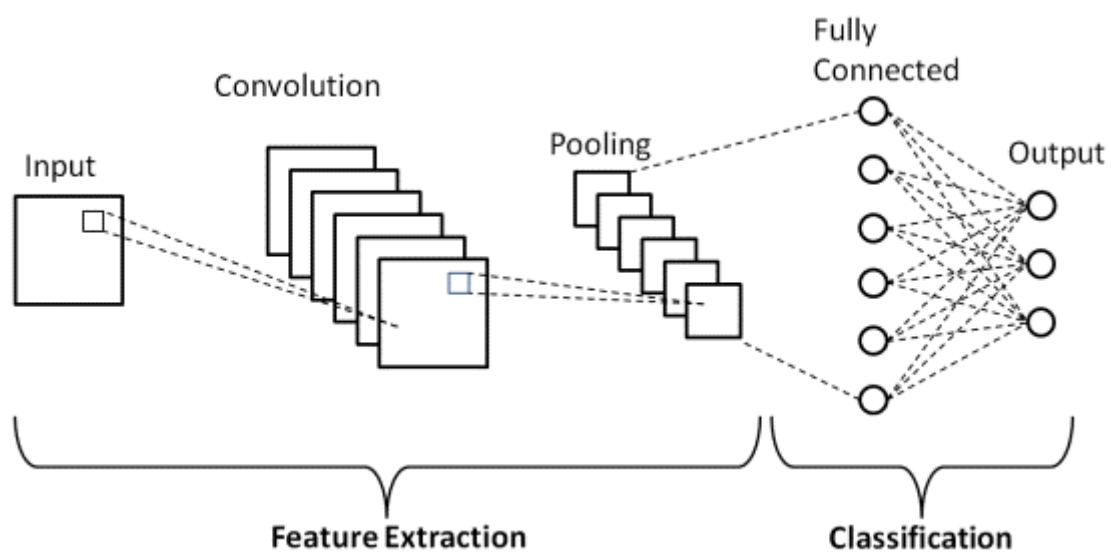 Fully
Connected
Convolution
Pooling
Output
Input
Feature Extraction
Classification